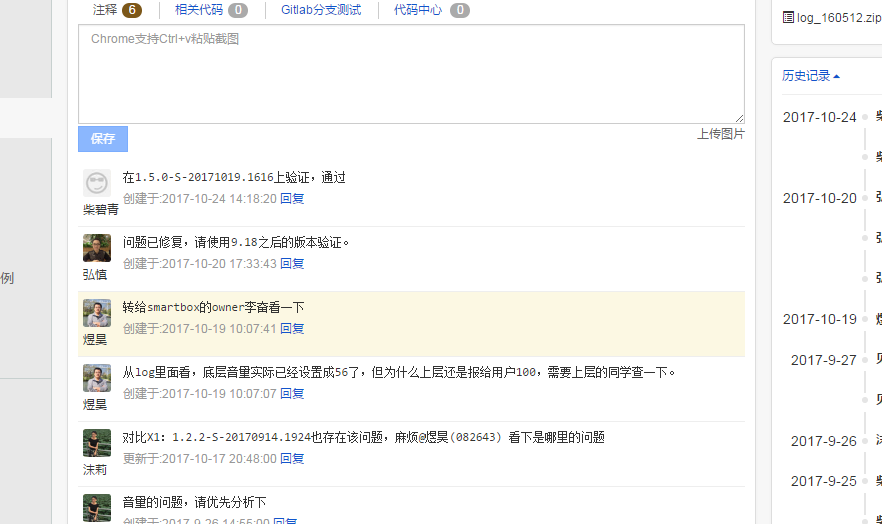 注释 6 相关代码 0 Gitlab分支测试 代码中心 0
Chrome支持Ctrl+v粘贴截图
保存
上传图片
柴碧青
在1.5.0-S-20171019.1616上验证，通过
创建于:2017-10-24 14:18:20 回复
弘慎
问题已修复，请使用9.18之后的版本验证。
创建于:2017-10-20 17:33:43 回复
煜昊
转给smartbox的owner李奋看一下
创建于:2017-10-19 10:07:41 回复
煜昊
从log里面看，底层音量实际已经设置成56了，但为什么上层还是报给用户100，需要上层的同学查一下。
创建于:2017-10-19 10:07:07 回复
沫莉
对比X1：1.2.2-S-20170914.1924也存在该问题，麻烦@煜昊(082643) 看下是哪里的问题
更新于:2017-10-17 20:48:00 回复
音量的问题，请优先分析下
创建于:2017-9-26 14:55:00 回复
例
log_160512.zip
历史记录
2017-10-24
2017-10-20
2017-10-19
2017-9-27
2017-9-26
2017-9-25